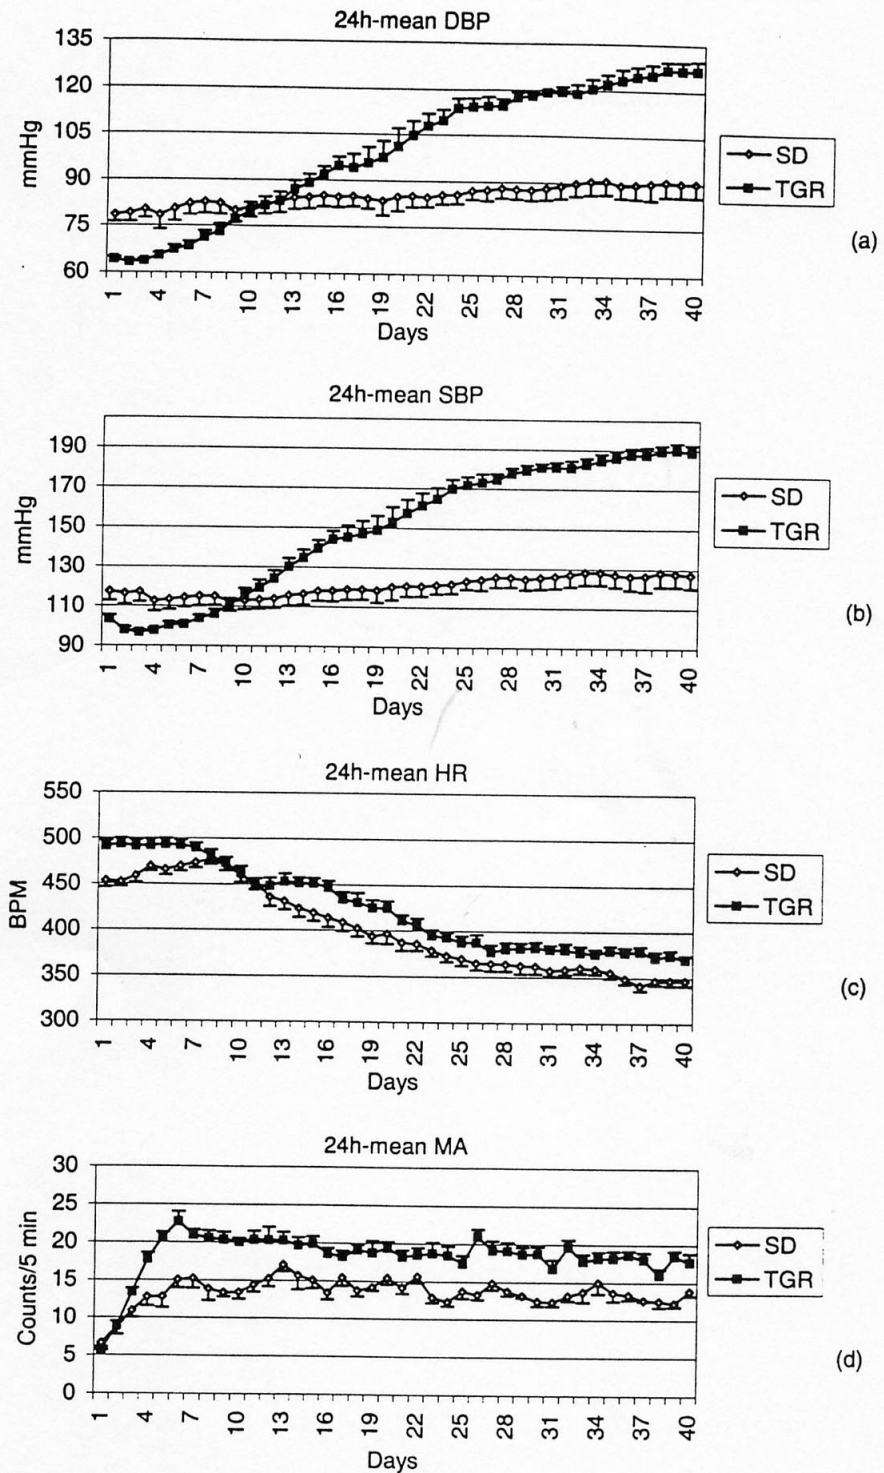 24h-mean DBP
135
120
105
90
75
60
mmHg
1 4 7 10 13 16 19 22 25 28 31 34 37 40
Days
SD
TGR
(a)
24h-mean SBP
190
170
150
130
110
90
mmHg
1 4 7 10 13 16 19 22 25 28 31 34 37 40
Days
SD
TGR
(b)
24h-mean HR
550
500
450
400
350
300
BPM
1 4 7 10 13 16 19 22 25 28 31 34 37 40
Days
SD
TGR
(c)
24h-mean MA
30
25
20
15
10
5
0
Counts/5 min
1 4 7 10 13 16 19 22 25 28 31 34 37 40
Days
SD
TGR
(d)